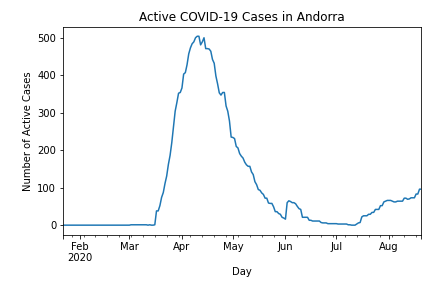 Active COVID-19 Cases in Andorra
Number of Active Cases
500
400
300
200
100
0
Feb Mar Apr May Jun Jul Aug
2020
Day